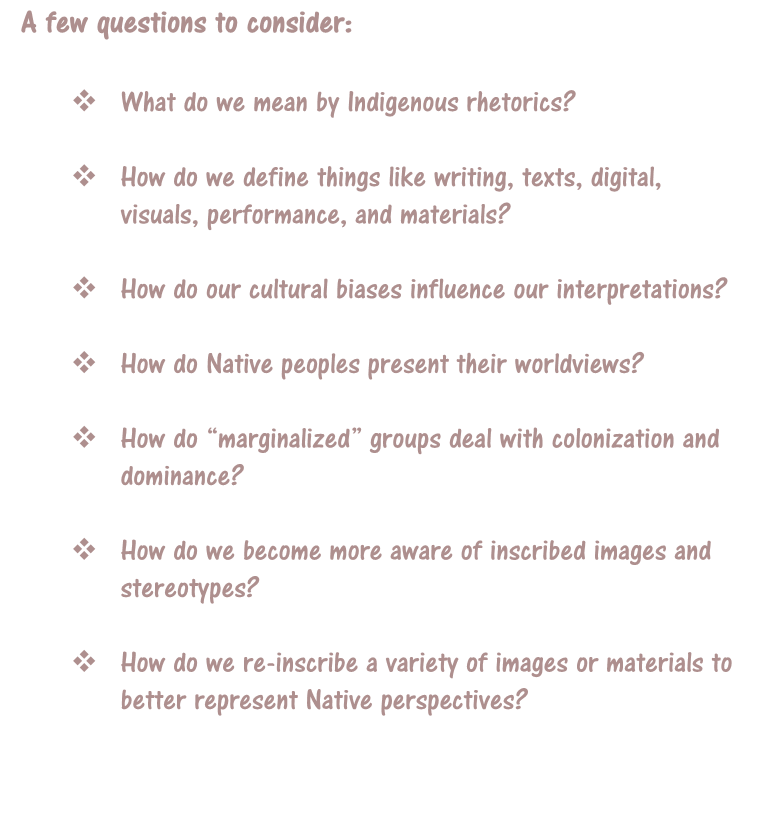 A few questions to consider:
❖ What do we mean by Indigenous rhetorics?
❖ How do we define things like writing, texts, digital,
visuals, performance, and materials?
❖ How do our cultural biases influence our interpretations?
❖ How do Native peoples present their worldviews?
❖ How do “marginalized” groups deal with colonization and
dominance?
❖ How do we become more aware of inscribed images and
stereotypes?
❖ How do we re-inscribe a variety of images or materials to
better represent Native perspectives?